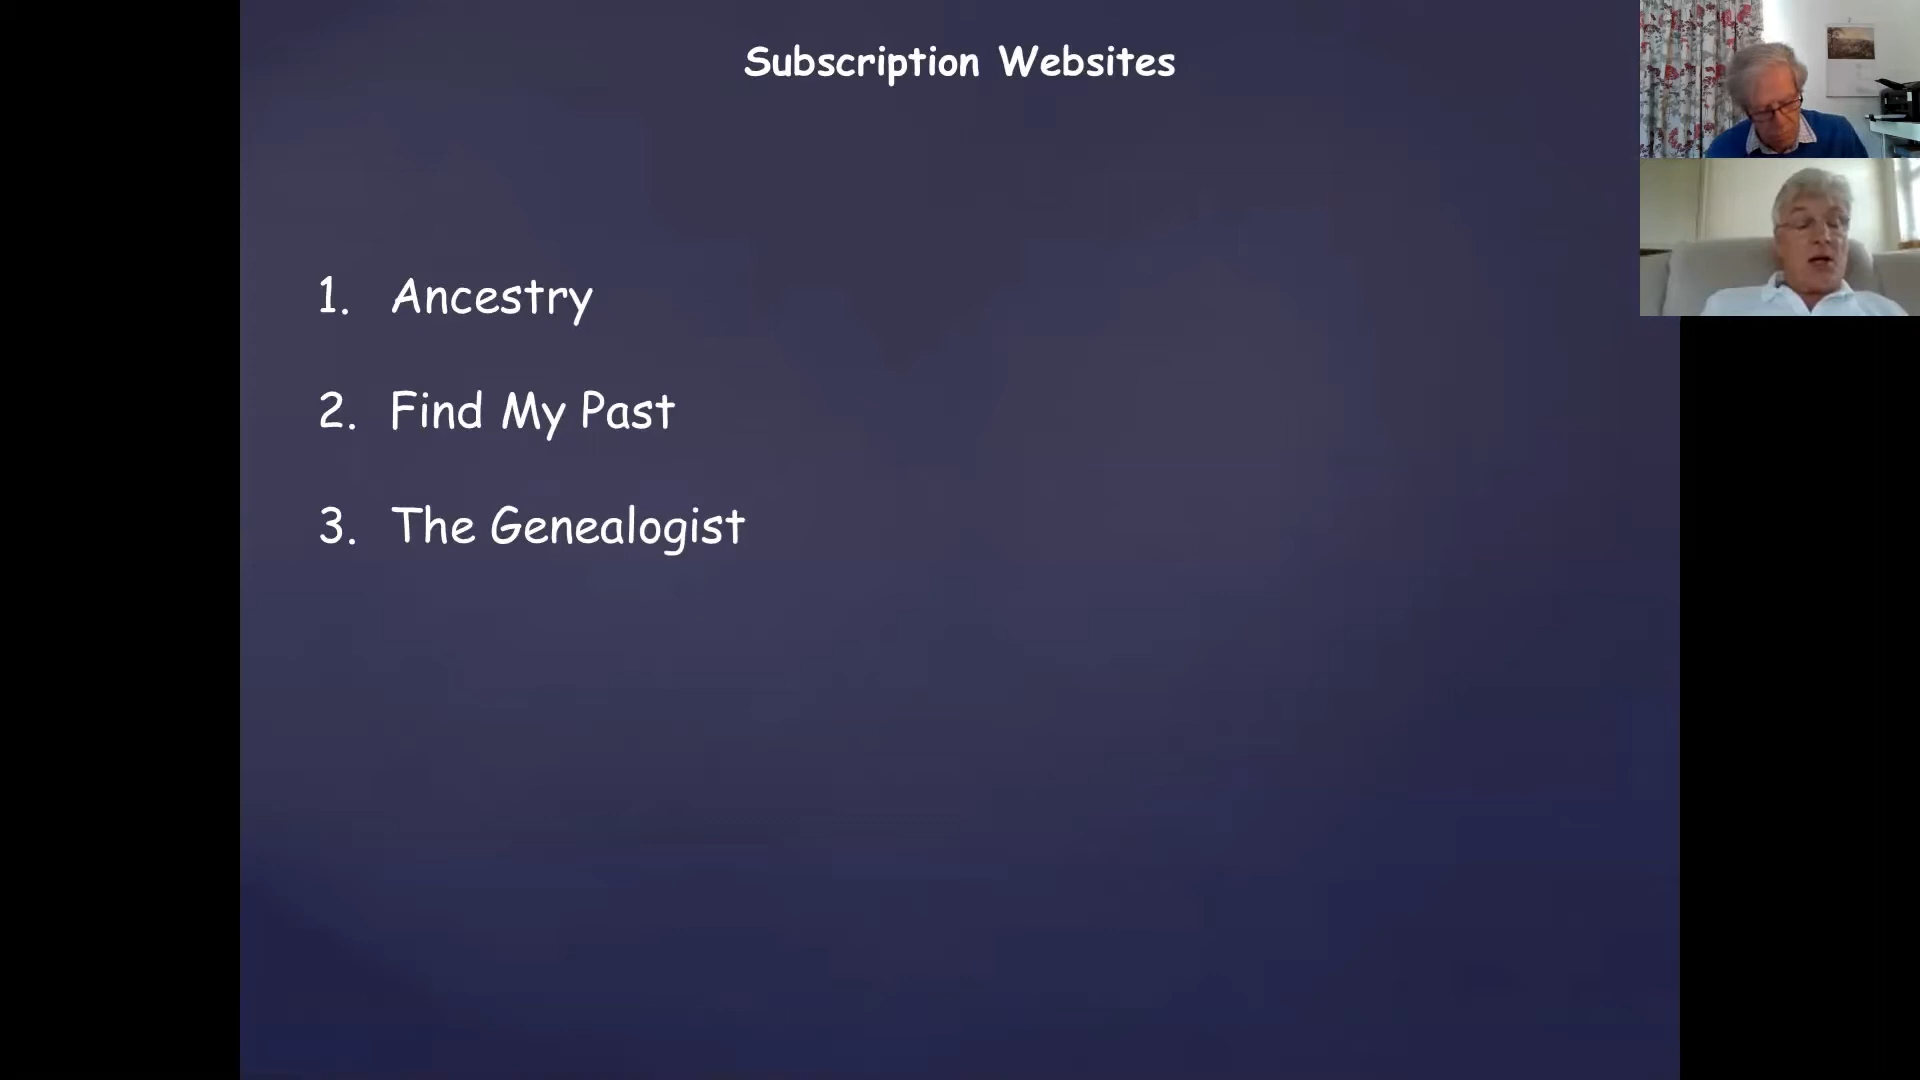 Subscription Websites
1. Ancestry
2. Find My Past
3. The Genealogist